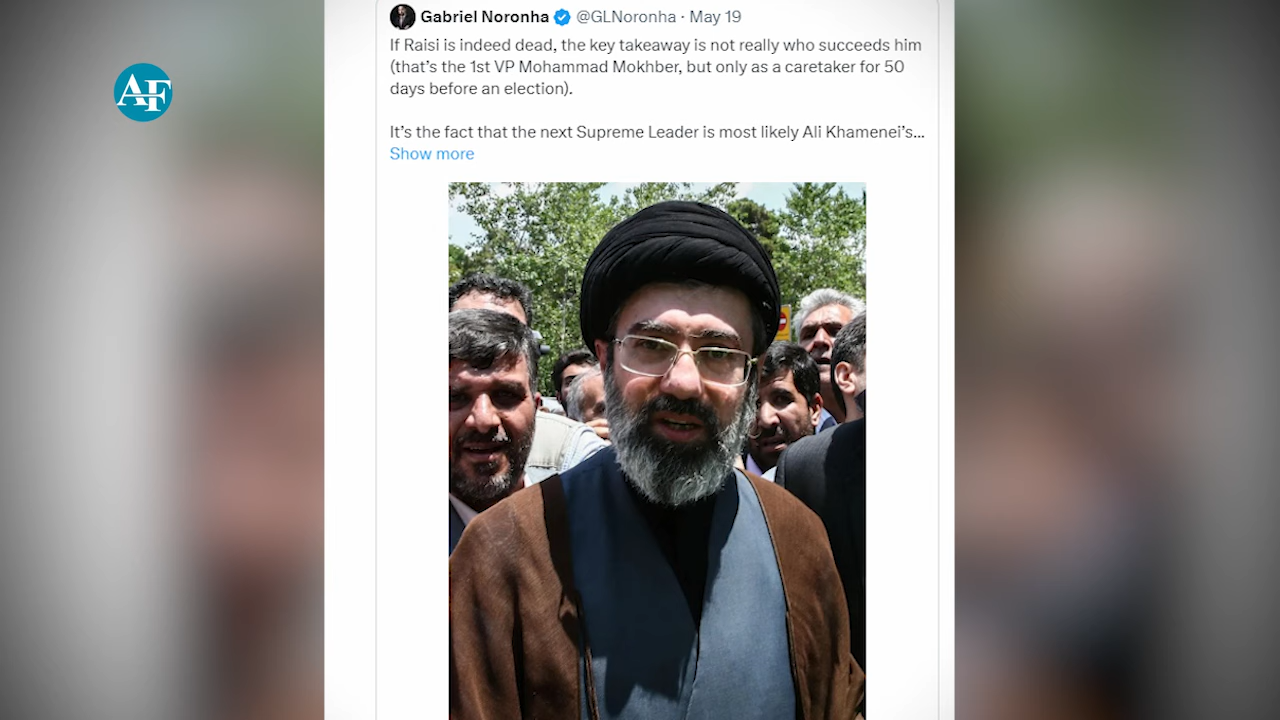 AF
Gabriel Noronha @GLNoronha · May 19
If Raisi is indeed dead, the key takeaway is not really who succeeds him
(that’s the 1st VP Mohammad Mokhber, but only as a caretaker for 50
days before an election).
It’s the fact that the next Supreme Leader is most likely Ali Khamenei’s...
Show more